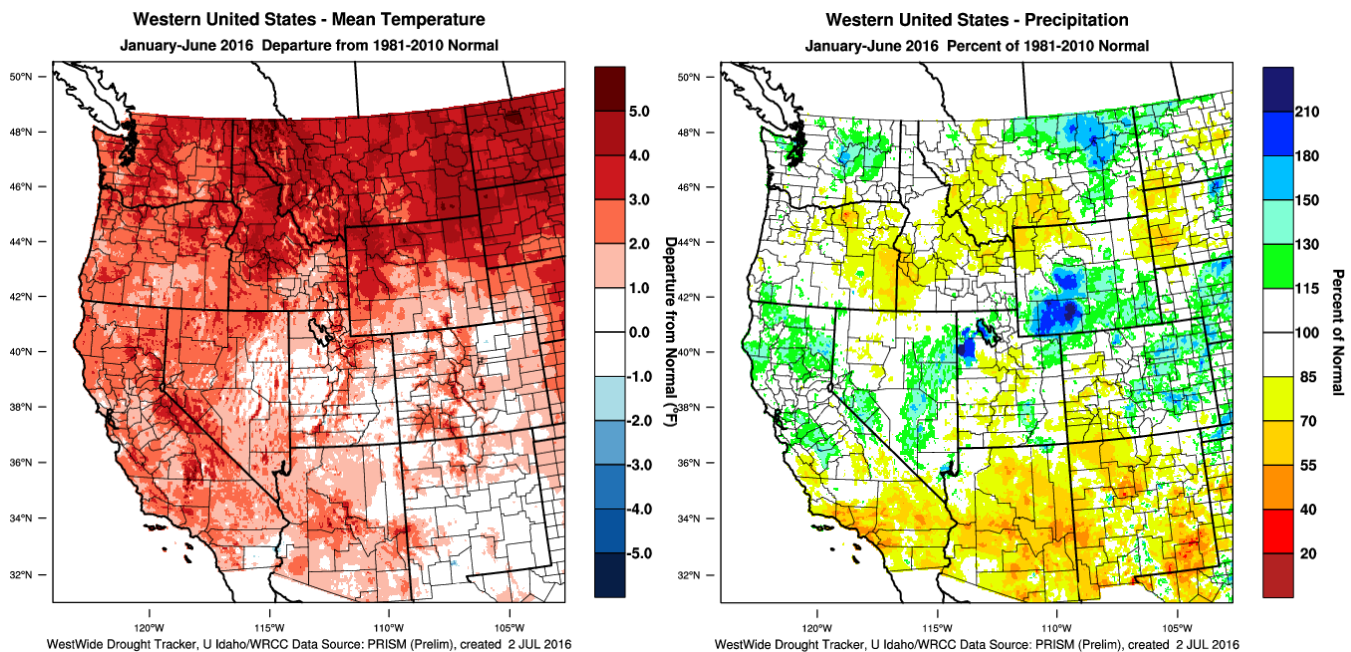 Western United States - Mean Temperature
January-June 2016 Departure from 1981-2010 Normal
50°N
48°N
46°N
44°N
42°N
40°N
38°N
36°N
34°N
32°N
120°W
115°W
110°W
105°W
5.0
4.0
3.0
2.0
1.0
0.0
-1.0
-2.0
-3.0
-4.0
-5.0
Departure from Normal (°F)
WestWide Drought Tracker, U Idaho/WRCC Data Source: PRISM (Prelim), created 2 JUL 2016
Western United States - Precipitation
January-June 2016 Percent of 1981-2010 Normal
50°N
48°N
46°N
44°N
42°N
40°N
38°N
36°N
34°N
32°N
120°W
115°W
110°W
105°W
210
180
150
130
115
100
85
70
55
40
20
Percent of Normal
WestWide Drought Tracker, U Idaho/WRCC Data Source: PRISM (Prelim), created 2 JUL 2016